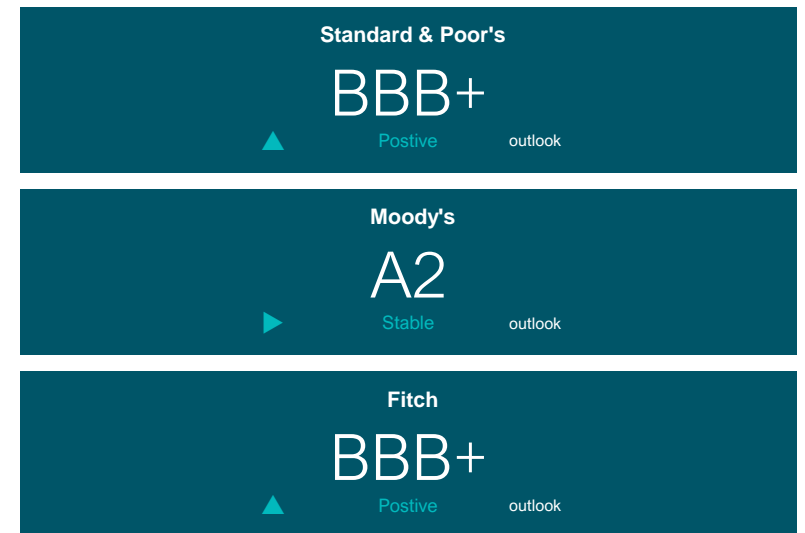 Standard & Poor's
BBB+
Postive outlook
Moody's
A2
Stable outlook
Fitch
BBB+
Postive outlook